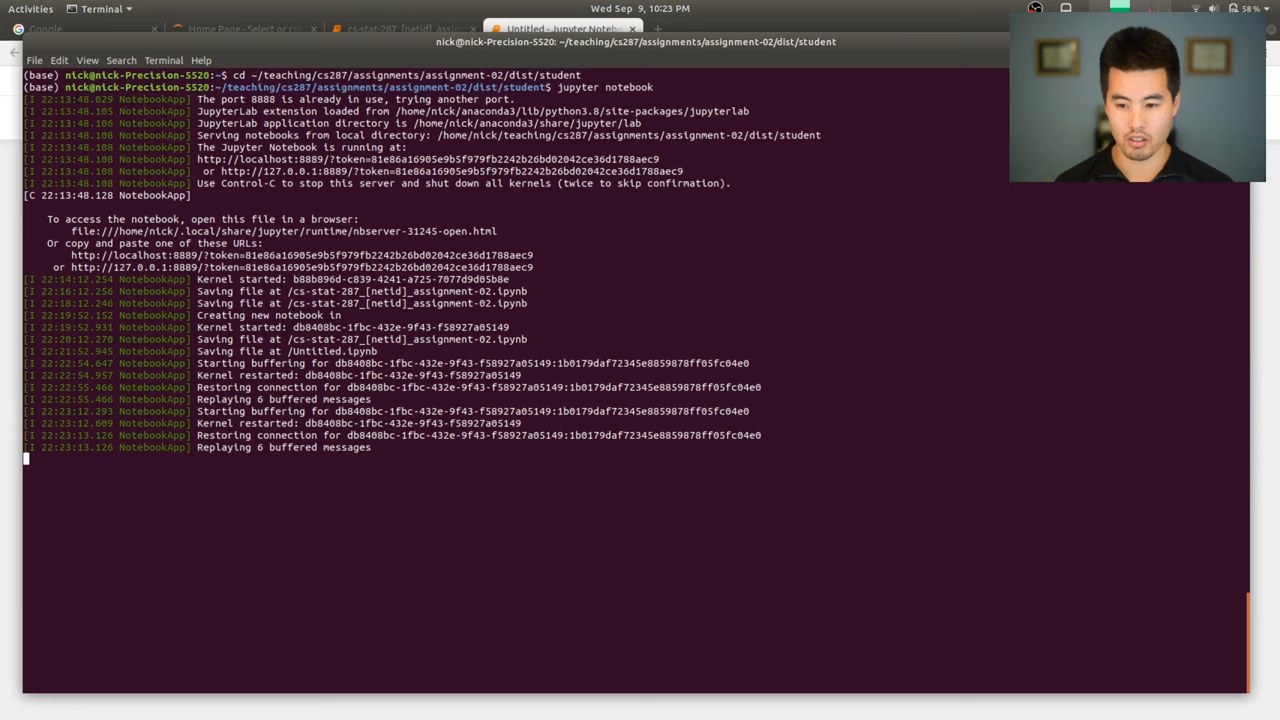 Activities
Terminal
Wed Sep 9, 10:23 PM
58 %
Google
Home Page - Select or cr
cs-stat-287_[netid]_assig
Untitled - Jupyter Noteb
nick@nick-Precision-5520: ~/teaching/cs287/assignments/assignment-02/dist/student
File Edit View Search Terminal Help
(base) nick@nick-Precision-5520:~$ cd ~/teaching/cs287/assignments/assignment-02/dist/student
(base) nick@nick-Precision-5520:~/teaching/cs287/assignments/assignment-02/dist/student$ jupyter notebook
[I 22:13:48.029 NotebookApp] The port 8888 is already in use, trying another port.
[I 22:13:48.105 NotebookApp] JupyterLab extension loaded from /home/nick/anaconda3/lib/python3.8/site-packages/jupyterlab
[I 22:13:48.106 NotebookApp] JupyterLab application directory is /home/nick/anaconda3/share/jupyter/lab
[I 22:13:48.108 NotebookApp] Serving notebooks from local directory: /home/nick/teaching/cs287/assignments/assignment-02/dist/student
[I 22:13:48.108 NotebookApp] The Jupyter Notebook is running at:
[I 22:13:48.108 NotebookApp] http://localhost:8889/?token=81e86a16905e9b5f979fb2242b26bd02042ce36d1788aec9
[I 22:13:48.108 NotebookApp]  or http://127.0.0.1:8889/?token=81e86a16905e9b5f979fb2242b26bd02042ce36d1788aec9
[I 22:13:48.108 NotebookApp] Use Control-C to stop this server and shut down all kernels (twice to skip confirmation).
[C 22:13:48.128 NotebookApp]
To access the notebook, open this file in a browser:
file:///home/nick/.local/share/jupyter/runtime/nbserver-31245-open.html
Or copy and paste one of these URLs:
http://localhost:8889/?token=81e86a16905e9b5f979fb2242b26bd02042ce36d1788aec9
or http://127.0.0.1:8889/?token=81e86a16905e9b5f979fb2242b26bd02042ce36d1788aec9
[I 22:14:12.254 NotebookApp] Kernel started: b88b896d-c839-4241-a725-7077d9d05b8e
[I 22:16:12.256 NotebookApp] Saving file at /cs-stat-287_[netid]_assignment-02.ipynb
[I 22:18:12.246 NotebookApp] Saving file at /cs-stat-287_[netid]_assignment-02.ipynb
[I 22:19:52.152 NotebookApp] Creating new notebook in
[I 22:19:52.931 NotebookApp] Kernel started: db8408bc-1fbc-432e-9f43-f58927a05149
[I 22:20:12.270 NotebookApp] Saving file at /cs-stat-287_[netid]_assignment-02.ipynb
[I 22:21:52.945 NotebookApp] Saving file at /Untitled.ipynb
[I 22:22:54.647 NotebookApp] Starting buffering for db8408bc-1fbc-432e-9f43-f58927a05149:1b0179daf72345e8859878ff05fc04e0
[I 22:22:54.957 NotebookApp] Kernel restarted: db8408bc-1fbc-432e-9f43-f58927a05149
[I 22:22:55.466 NotebookApp] Restoring connection for db8408bc-1fbc-432e-9f43-f58927a05149:1b0179daf72345e8859878ff05fc04e0
[I 22:22:55.466 NotebookApp] Replaying 6 buffered messages
[I 22:23:12.293 NotebookApp] Starting buffering for db8408bc-1fbc-432e-9f43-f58927a05149:1b0179daf72345e8859878ff05fc04e0
[I 22:23:12.609 NotebookApp] Kernel restarted: db8408bc-1fbc-432e-9f43-f58927a05149
[I 22:23:13.126 NotebookApp] Restoring connection for db8408bc-1fbc-432e-9f43-f58927a05149:1b0179daf72345e8859878ff05fc04e0
[I 22:23:13.126 NotebookApp] Replaying 6 buffered messages